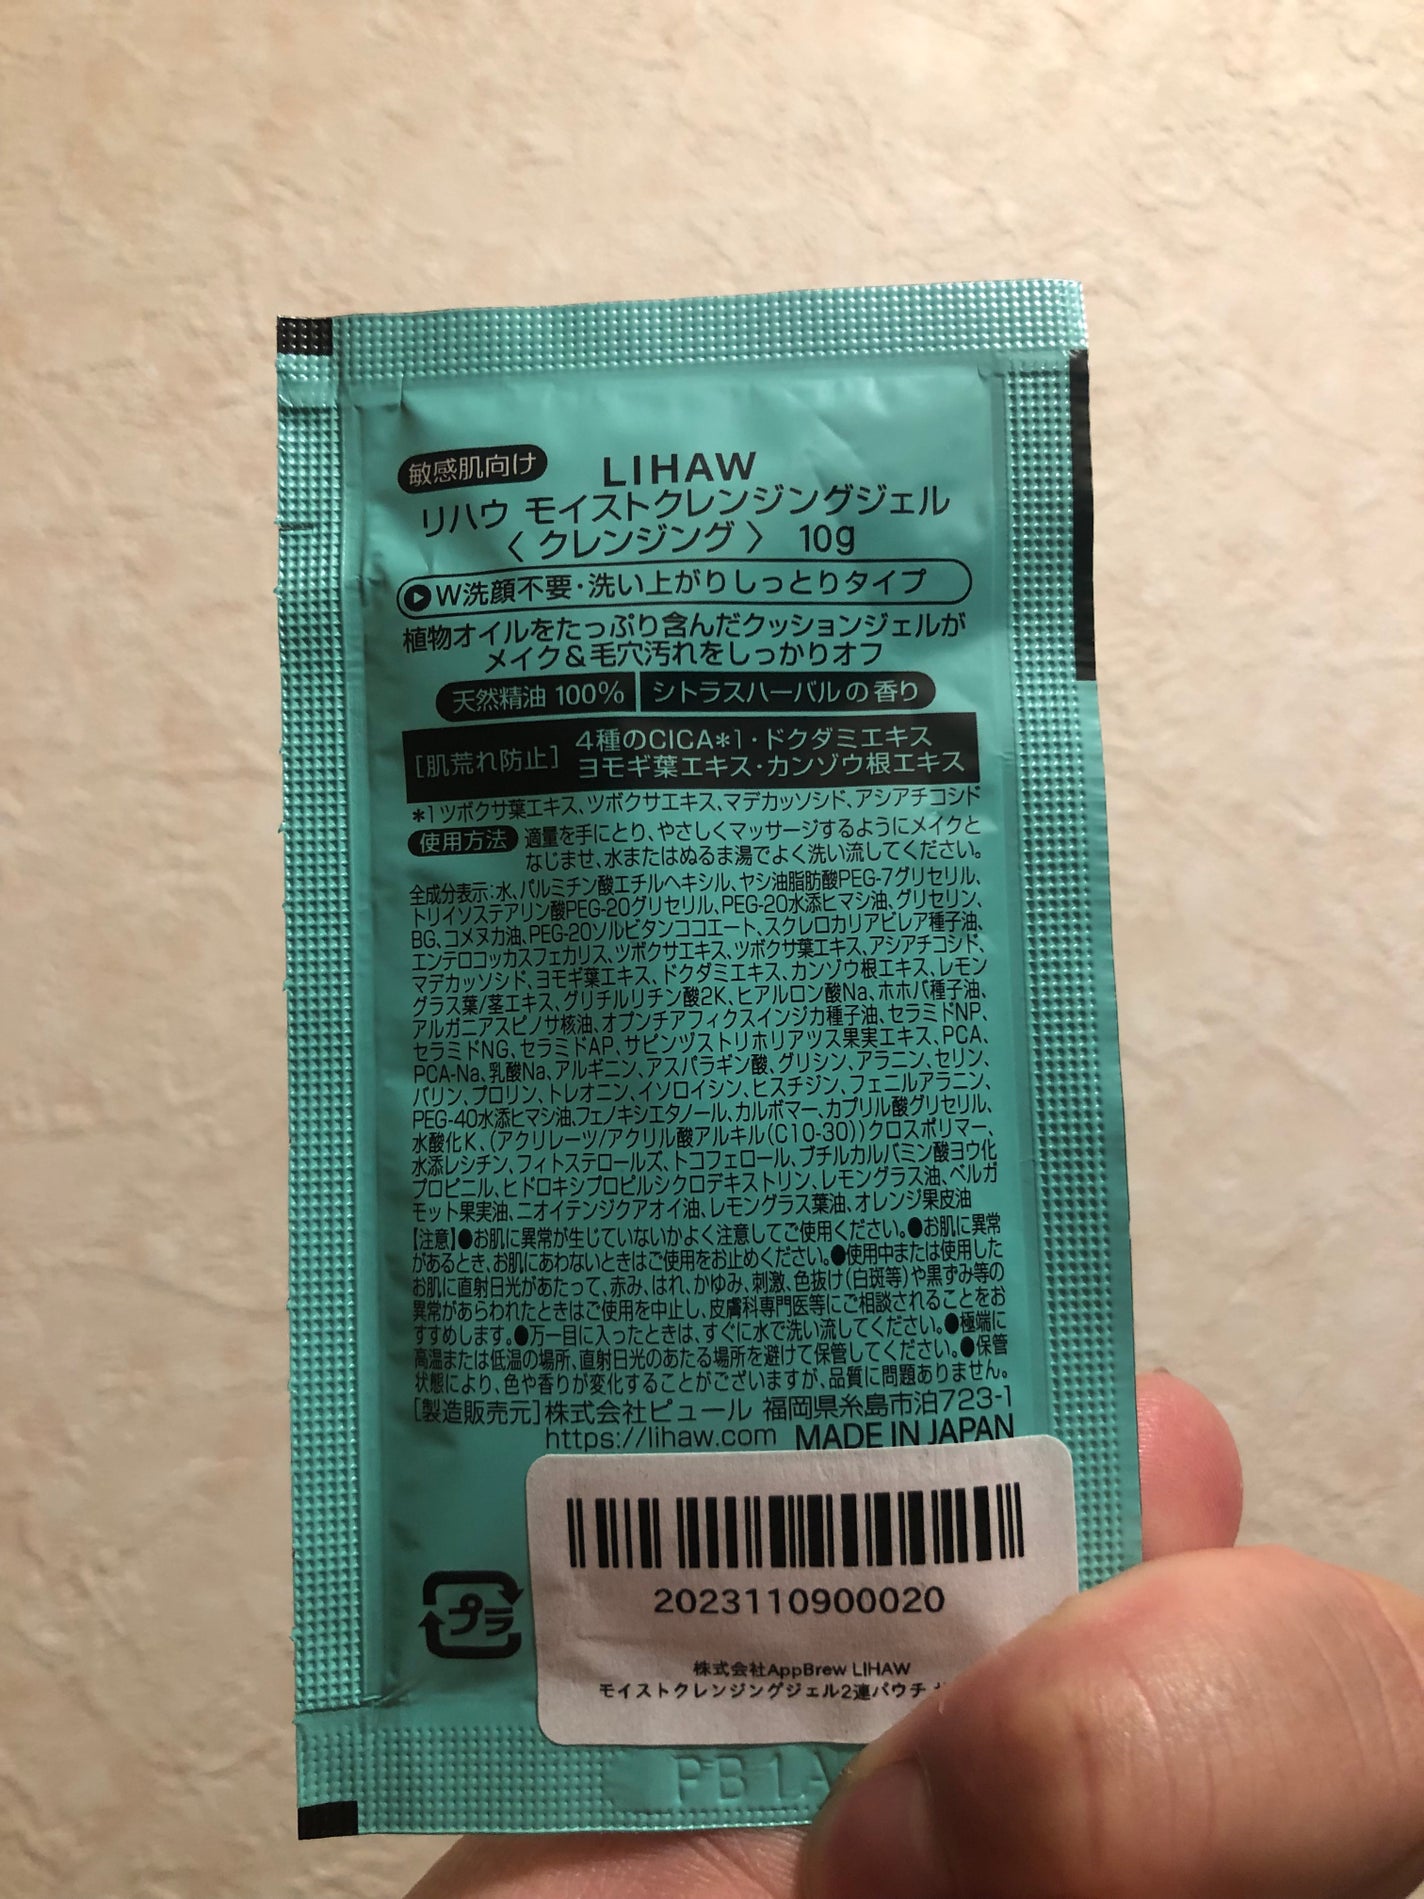 敏感肌向け LIHAW
リハウ モイストクレンジングジェル
〈 クレンジング 〉 10g
W洗顔不要・洗い上がりしっとりタイプ
植物オイルをたっぷり含んだクッションジェルが
メイク&毛穴汚れをしっかりオフ
天然精油 100% シトラスハーバルの香り
[肌荒れ防止] 4種のCICA*1・ドクダミエキス
ヨモギ葉エキス・カンゾウ根エキス
*1ツボクサ葉エキス、ツボクサエキス、マデカッソシド、アシアチコシド
使用方法 適量を手にとり、やさしくマッサージするようにメイクと
なじませ、水またはぬるま湯でよく洗い流してください。
全成分表示:水、パルミチン酸エチルヘキシル、ヤシ油脂肪酸PEG-7グリセリル、
トリイソステアリン酸PEG-20グリセリル、PEG-20水添ヒマシ油、グリセリン、
BG、コメヌカ油、PEG-20ソルビタンココエート、スクレロカリアビレア種子油、
エンテロコッカスフェカリス、ツボクサエキス、ツボクサ葉エキス、アシアチコシド、
マデカッソシド、ヨモギ葉エキス、ドクダミエキス、カンゾウ根エキス、レモン
グラス葉/茎エキス、グリチルリチン酸2K、ヒアルロン酸Na、ホホバ種子油、
アルガニアスピノサ核油、オプンチアフィクスインジカ種子油、セラミドNP、
セラミドNG、セラミドAP、サピンヅストリホリアツス果実エキス、PCA、
PCA-Na、乳酸Na、アルギニン、アスパラギン酸、グリシン、アラニン、セリン、
バリン、プロリン、トレオニン、イソロイシン、ヒスチジン、フェニルアラニン、
PEG-40水添ヒマシ油、フェノキシエタノール、カルボマー、カプリル酸グリセリル、
水酸化K、(アクリレーツ/アクリル酸アルキル(C10-30))クロスポリマー、
水添レシチン、フィトステロールズ、トコフェロール、ブチルカルバミン酸ヨウ化
プロピニル、ヒドロキシプロピルシクロデキストリン、レモングラス油、ベルガ
モット果実油、ニオイテンジクアオイ油、レモングラス葉油、オレンジ果皮油
【注意】●お肌に異常が生じていないかよく注意してご使用ください。●お肌に異常
があるとき、お肌にあわないときはご使用をお止めください。●使用中または使用した
お肌に直射日光があたって、赤み、はれ、かゆみ、刺激、色抜け(白斑等)や黒ずみ等の
異常があらわれたときはご使用を中止し、皮膚科専門医等にご相談されることをお
すすめします。●万一目に入ったときは、すぐに水で洗い流してください。●極端に
高温または低温の場所、直射日光のあたる場所を避けて保管してください。●保管
状態により、色や香りが変化することがございますが、品質に問題ありません。
[製造販売元]株式会社ピュール 福岡県糸島市泊723-1
https://lihaw.com MADE IN JAPAN
2023110900020
プラ
株式会社AppBrew LIHAW
モイストクレンジングジェル2連パウチ
PB1A